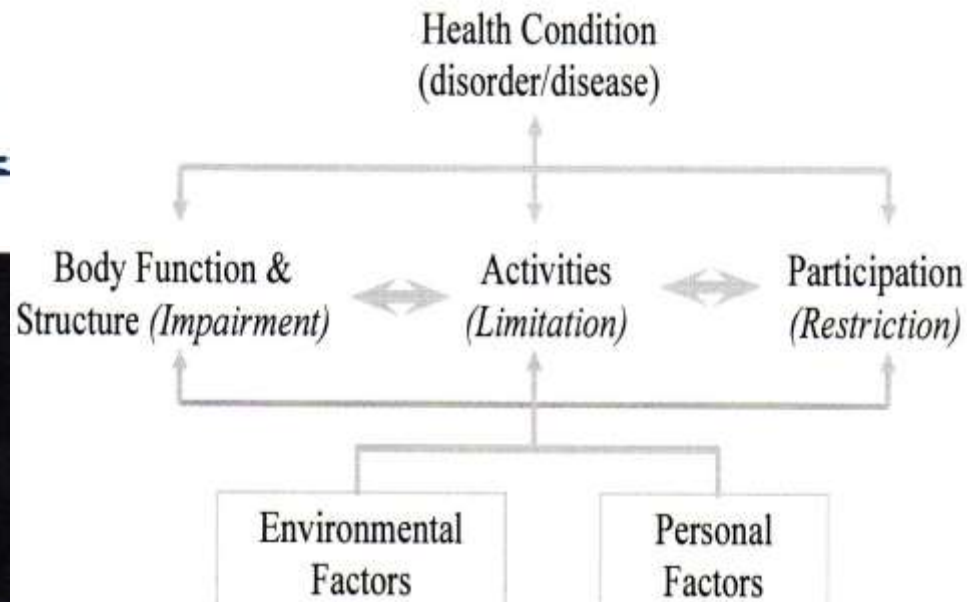 Health Condition
(disorder/disease)
Body Function &
Structure (Impairment)
Activities
(Limitation)
Participation
(Restriction)
Environmental
Factors
Personal
Factors